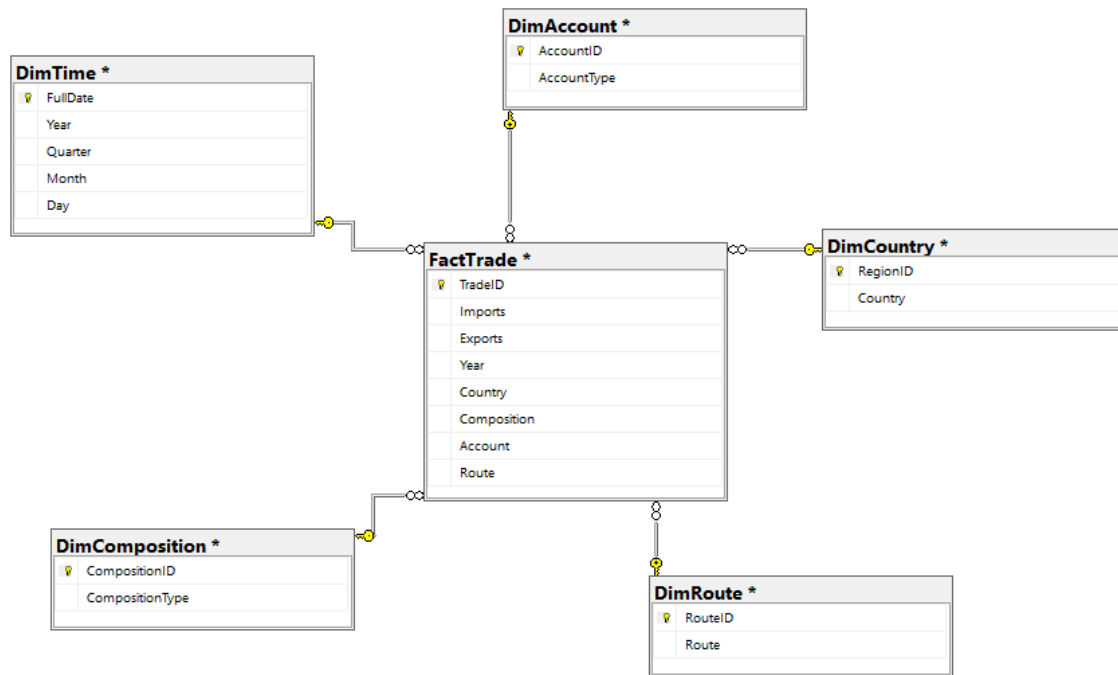 DimAccount *
AccountID
AccountType
DimTime *
FullDate
Year
Quarter
Month
Day
FactTrade *
TradeID
Imports
Exports
Year
Country
Composition
Account
Route
DimCountry *
RegionID
Country
DimComposition *
CompositionID
CompositionType
DimRoute *
RouteID
Route